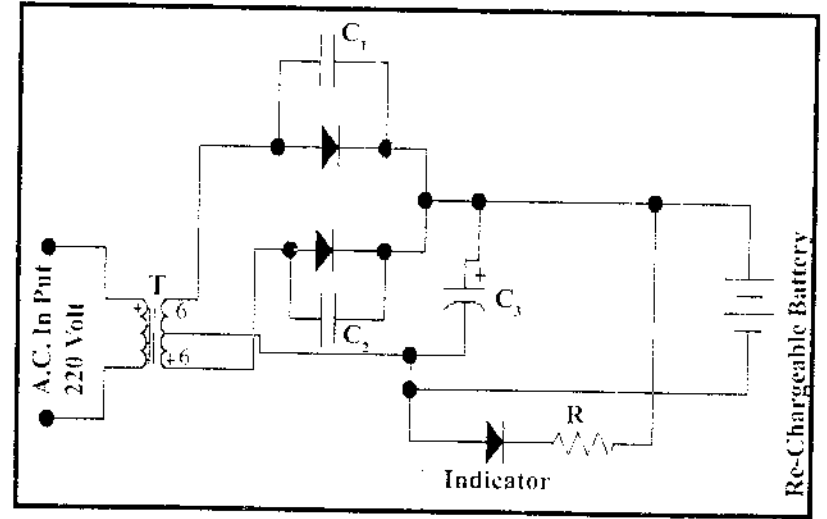 C₁
T
+ 6
+6
C₂
+
C₃
A.C. In Put
220 Volt
R
Indicator
Re-Chargeable Battery